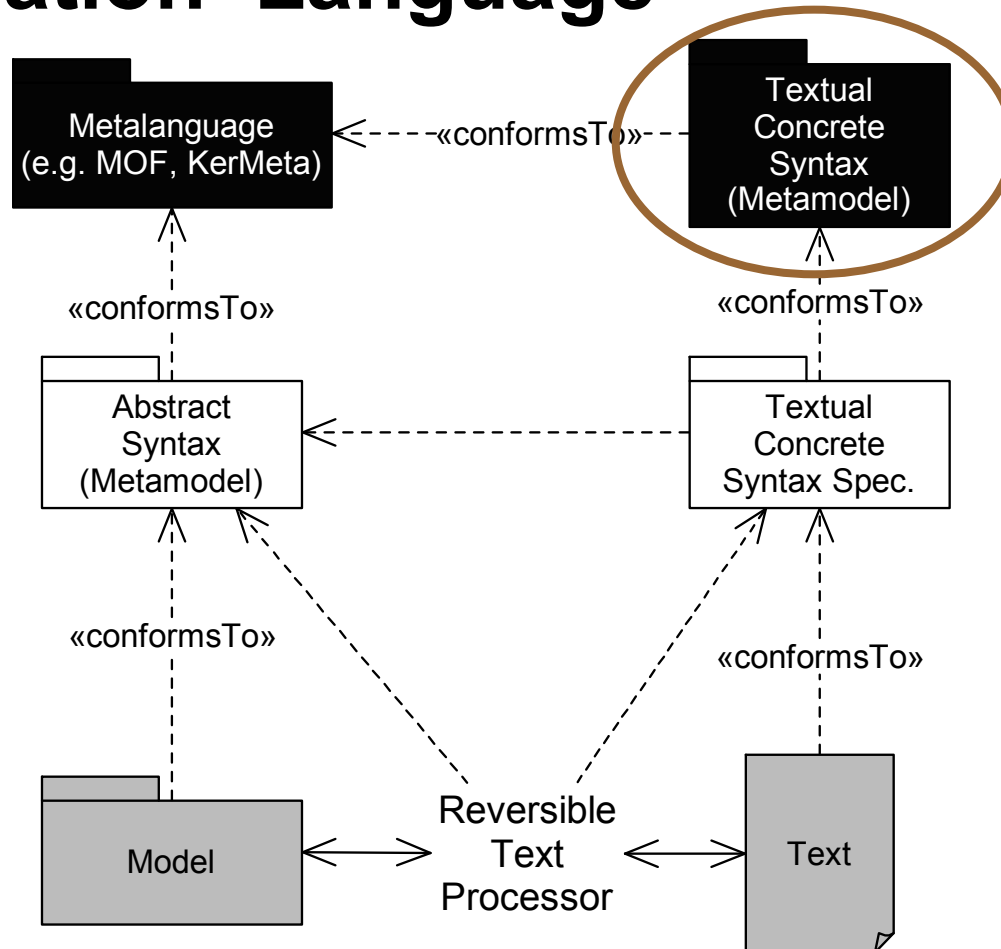 Language
Metalanguage
(e.g. MOF, KerMeta)
«conformsTo»
Textual
Concrete
Syntax
(Metamodel)
«conformsTo»
«conformsTo»
Abstract
Syntax
(Metamodel)
Textual
Concrete
Syntax Spec.
«conformsTo»
«conformsTo»
Model
Reversible
Text
Processor
Text